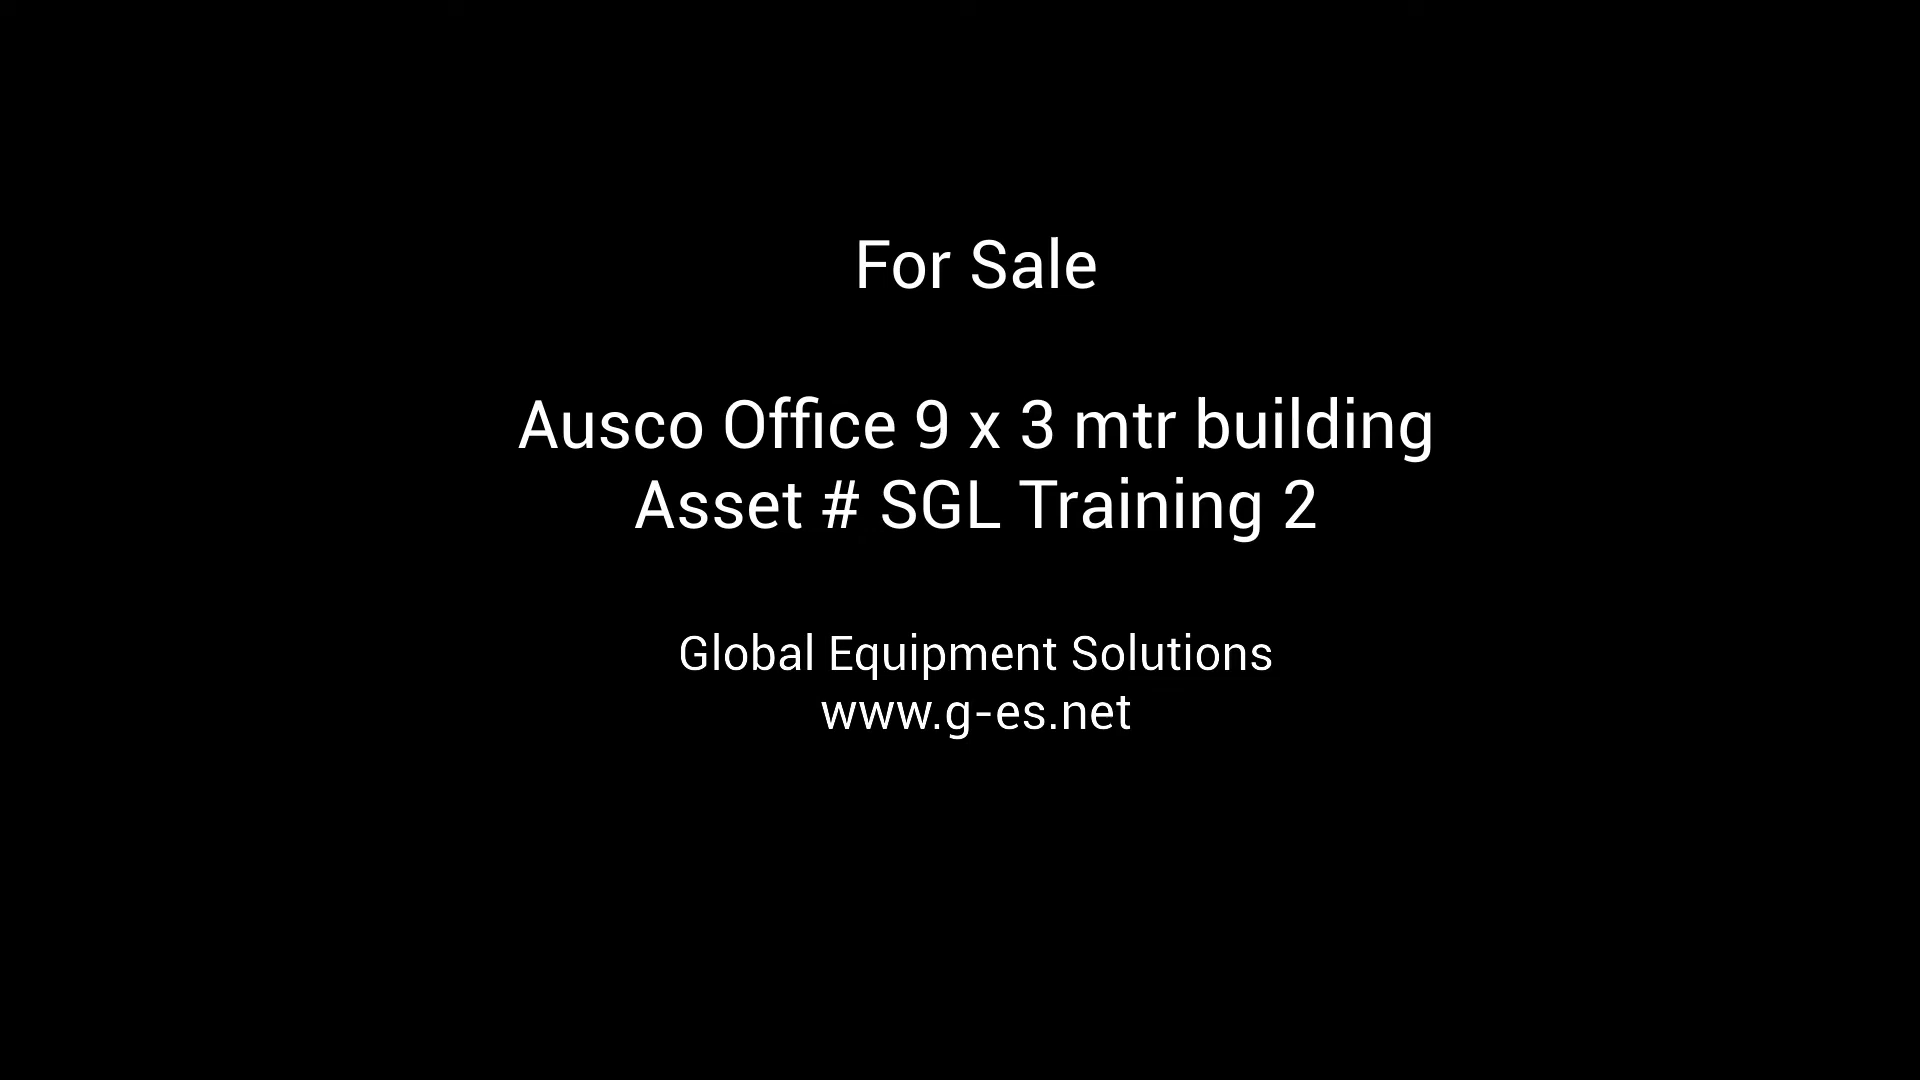 For Sale
Ausco Office 9 x 3 mtr building
Asset # SGL Training 2
Global Equipment Solutions
www.g-es.net